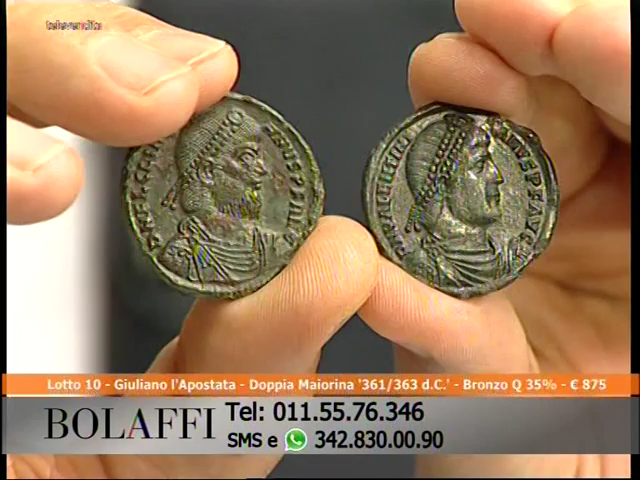 televendita
Lotto 10 - Giuliano l'Apostata - Doppia Maiorina '361/363 d.C.' - Bronzo Q 35% - € 875
BOLAFFI
Tel: 011.55.76.346
SMS e 342.830.00.90